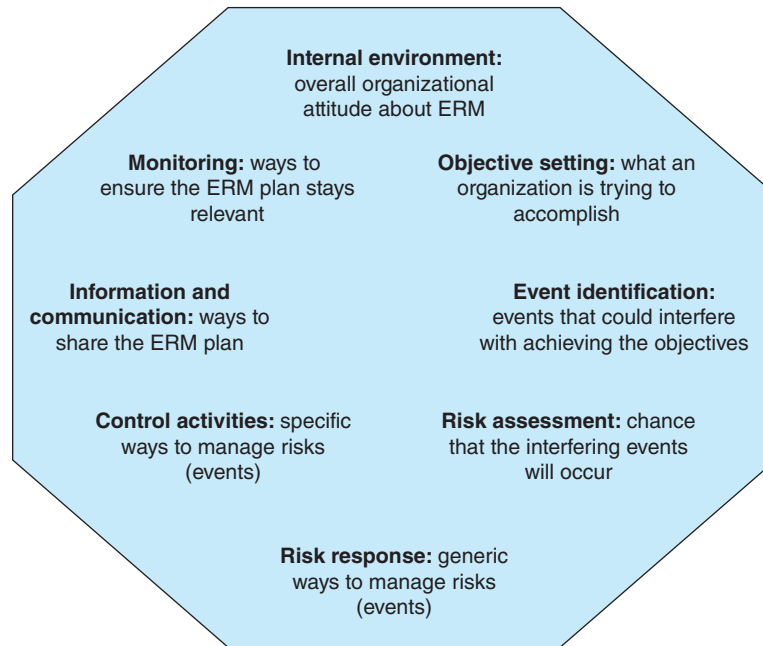 Internal environment:
overall organizational
attitude about ERM
Monitoring: ways to
ensure the ERM plan stays
relevant
Objective setting: what an
organization is trying to
accomplish
Information and
communication: ways to
share the ERM plan
Event identification:
events that could interfere
with achieving the objectives
Control activities: specific
ways to manage risks
(events)
Risk assessment: chance
that the interfering events
will occur
Risk response: generic
ways to manage risks
(events)